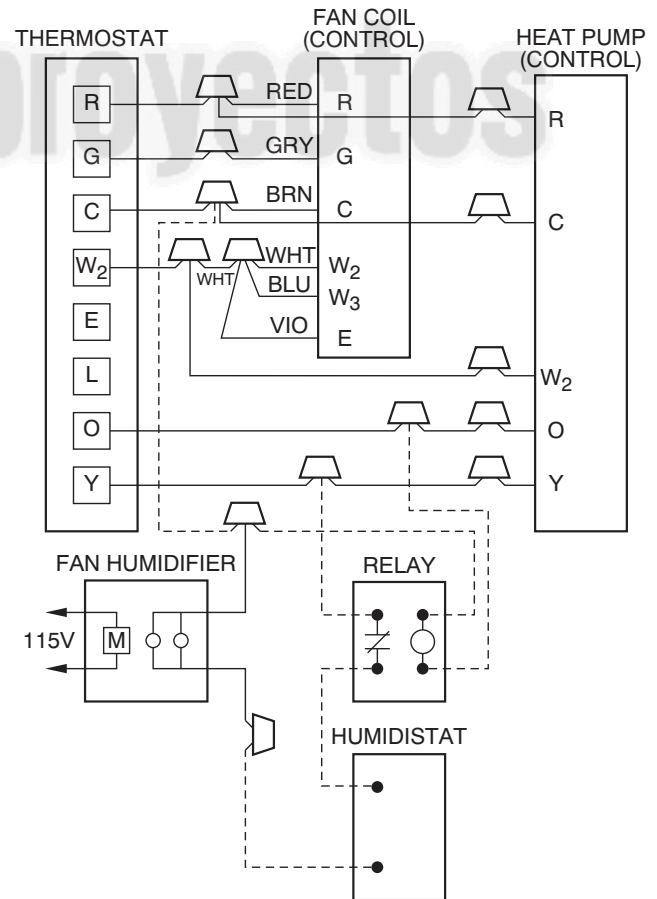 proyectos
THERMOSTAT
FAN COIL
(CONTROL)
HEAT PUMP
(CONTROL)
R
RED
R
R
G
GRY
G
C
BRN
C
C
W2
WHT
WHT
W2
BLU
W3
E
VIO
E
L
W2
O
O
Y
Y
FAN HUMIDIFIER
RELAY
115V
M
HUMIDISTAT